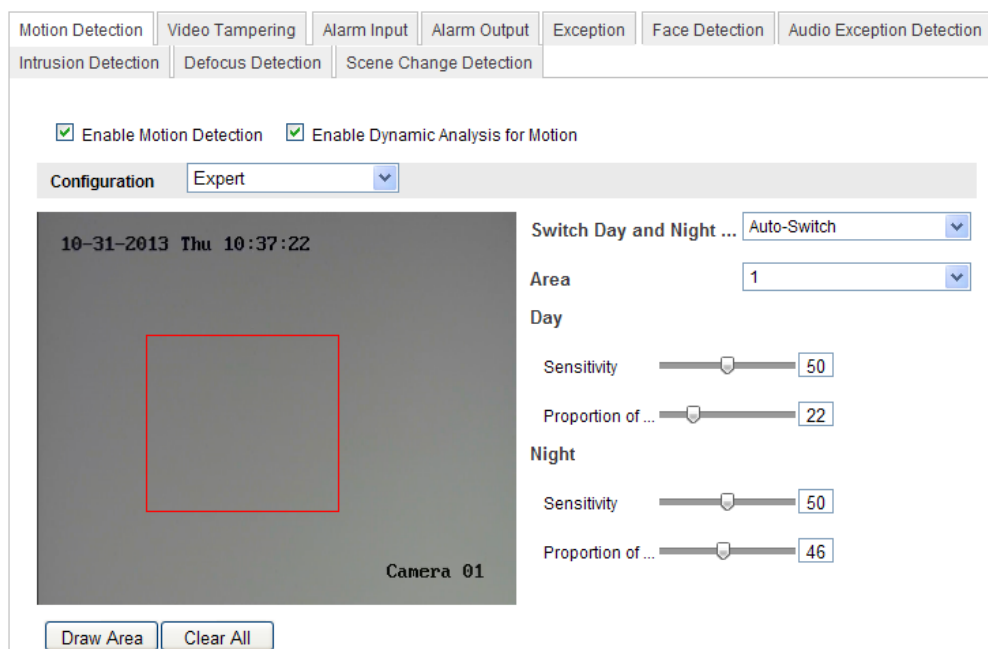 Motion Detection Video Tampering Alarm Input Alarm Output Exception Face Detection Audio Exception Detection
Intrusion Detection Defocus Detection Scene Change Detection
Enable Motion Detection Enable Dynamic Analysis for Motion
Configuration Expert
10-31-2013 Thu 10:37:22
Camera 01
Switch Day and Night ... Auto-Switch
Area 1
Day
Sensitivity 50
Proportion of ... 22
Night
Sensitivity 50
Proportion of ... 46
Draw Area Clear All